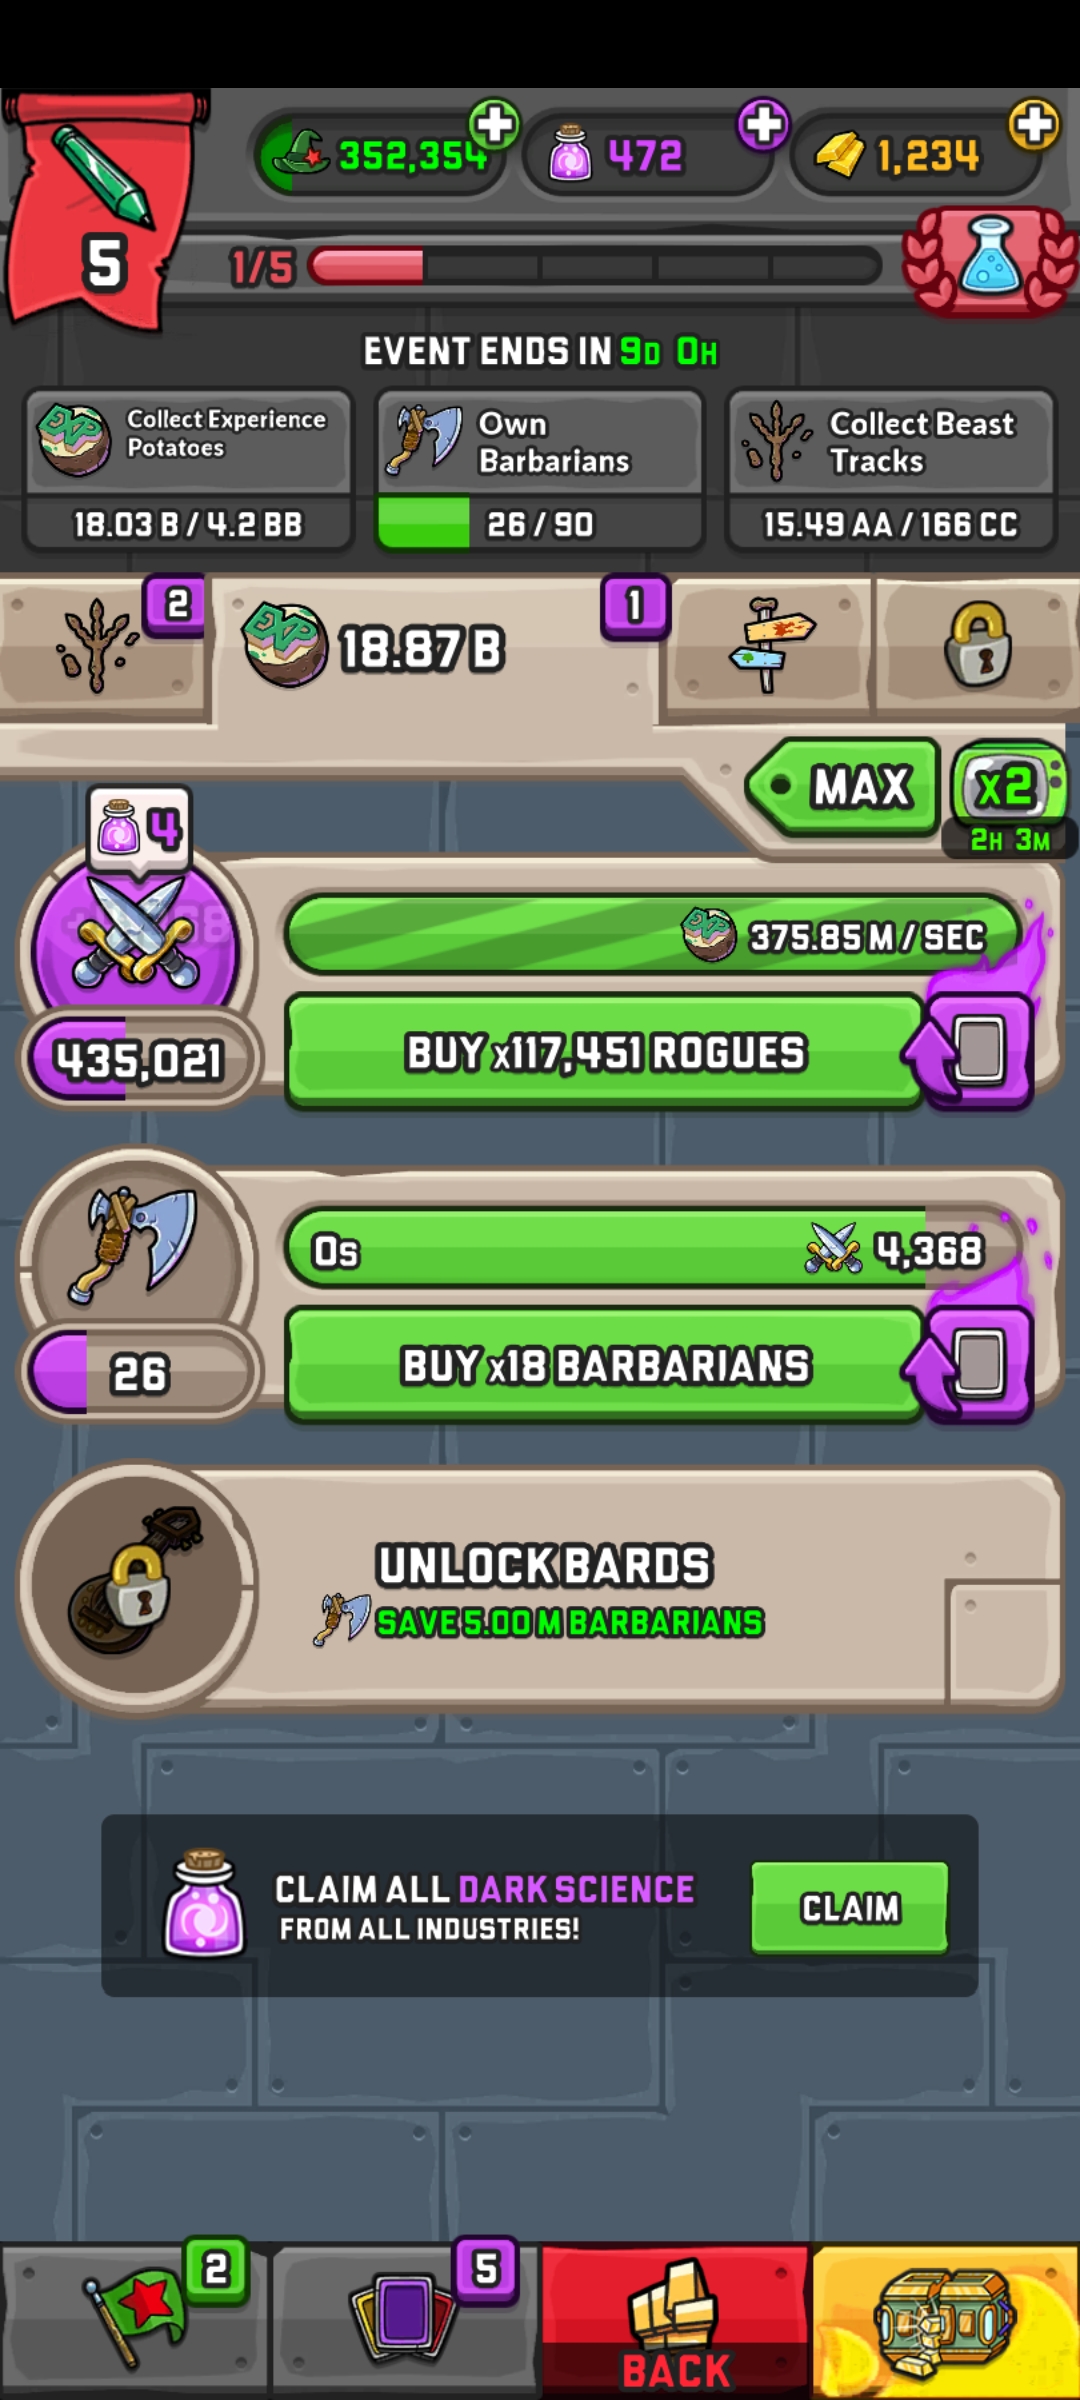 352,354
472
1,234
5
1/5
EVENT ENDS IN 9D 0H
Collect Experience
Potatoes
18.03 B / 4.2 BB
Own
Barbarians
26 / 90
Collect Beast
Tracks
15.49 AA / 166 CC
2
EXP
18.87 B
1
MAX
x2
2H 3M
4
EXP
375.85 M / SEC
435,021
BUY x117,451 ROGUES
0s
4,368
26
BUY x18 BARBARIANS
UNLOCK BARDS
SAVE 5.00 M BARBARIANS
CLAIM ALL DARK SCIENCE
FROM ALL INDUSTRIES!
CLAIM
2
5
BACK